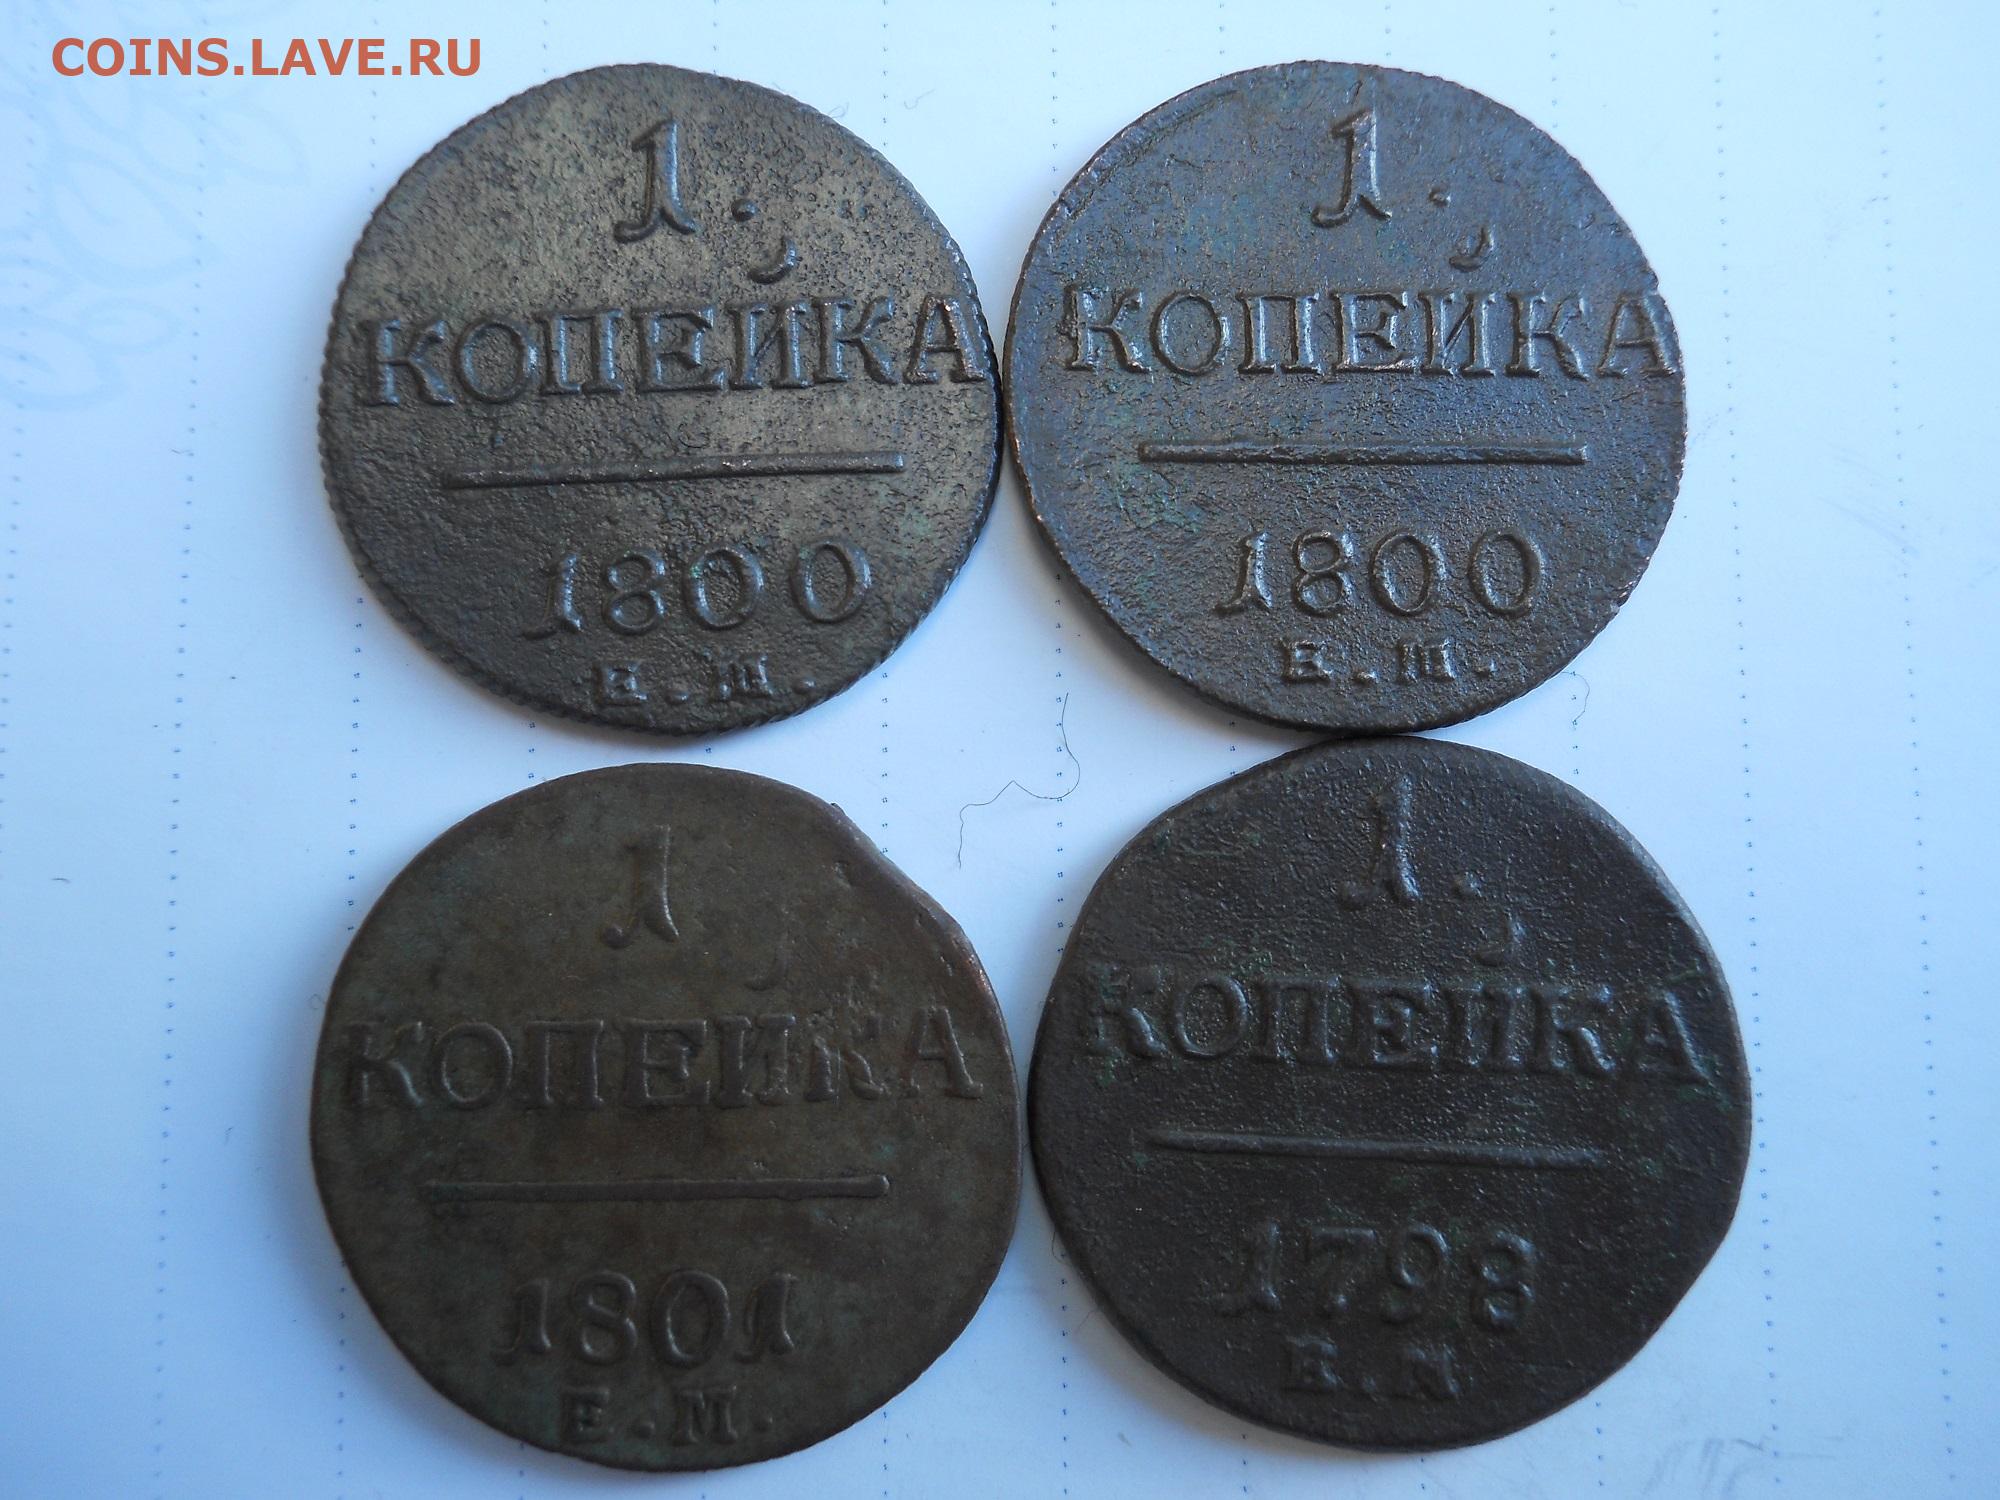 COINS.LAVE.RU
1.
КОПЕЙКА
1800
Е.М.
1.
КОПЕЙКА
1800
Е.М.
1
КОПЕЙКА
1801
Е.М.
1.
КОПЕЙКА
1798
Е.М